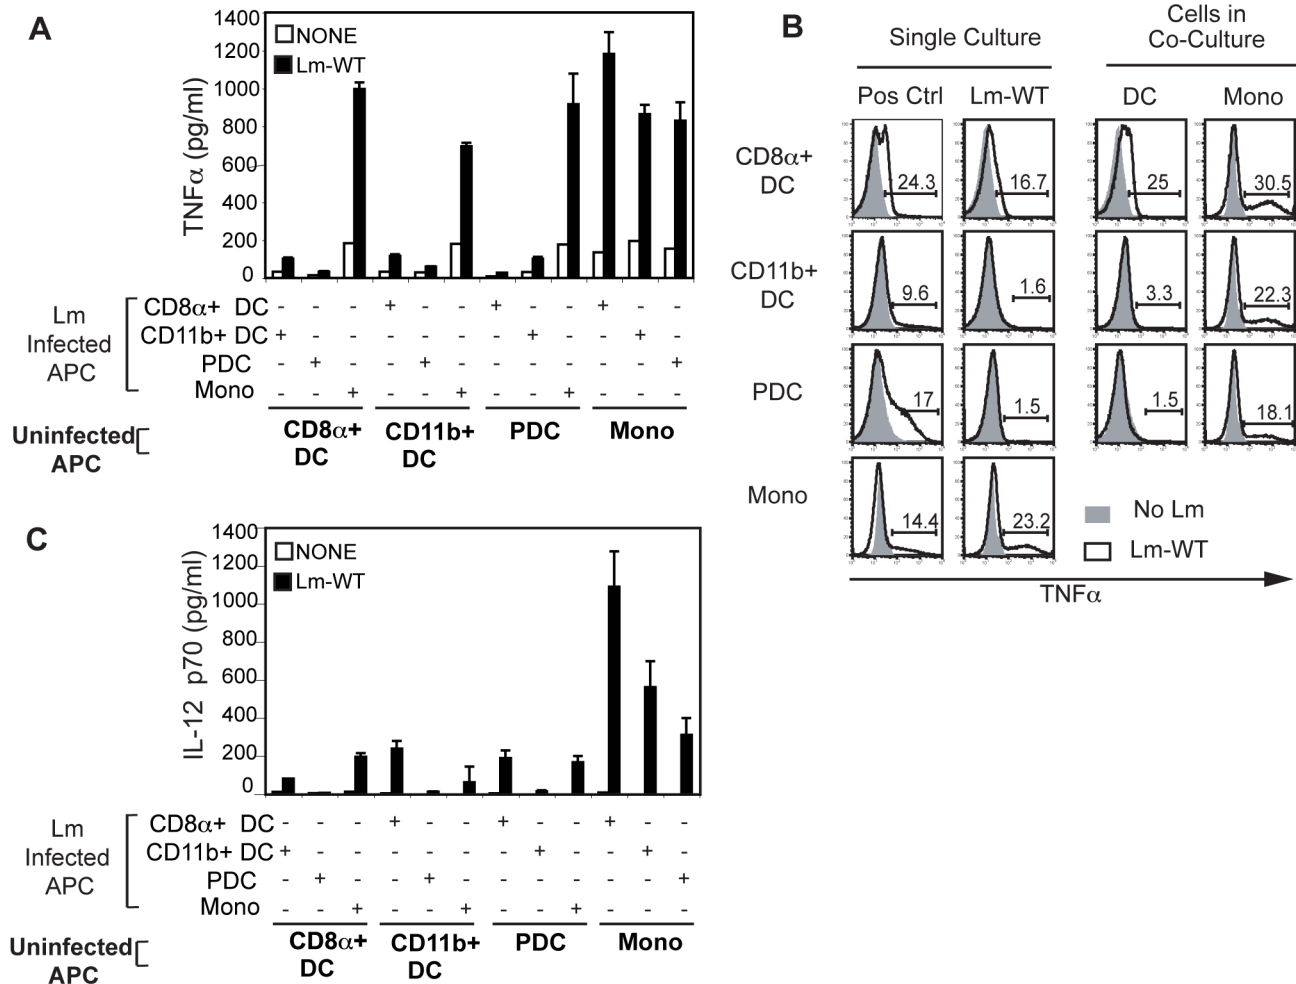 A
TNFα (pg/ml)
1400
1200
1000
800
600
400
200
0
NONE
Lm-WT
Lm
Infected
APC
CD8α+ DC - - - + - - + - - + - -
CD11b+ DC + - - - - - - + - - + -
PDC - + - - + - - - - - - +
Mono - - + - - + - - + - - -
Uninfected
APC
CD8α+
DC
CD11b+
DC
PDC
Mono
B
Single Culture
Cells in
Co-Culture
Pos Ctrl Lm-WT DC Mono
CD8α+
DC
24.3 16.7 25 30.5
CD11b+
DC
9.6 1.6 3.3 22.3
PDC
17 1.5 1.5 18.1
Mono
14.4 23.2
No Lm
Lm-WT
TNFα
C
IL-12 p70 (pg/ml)
1400
1200
1000
800
600
400
200
0
NONE
Lm-WT
Lm
Infected
APC
CD8α+ DC - - - + - - + - - + - -
CD11b+ DC + - - - - - - + - - + -
PDC - + - - + - - - - - - +
Mono - - + - - + - - + - - -
Uninfected
APC
CD8α+
DC
CD11b+
DC
PDC
Mono